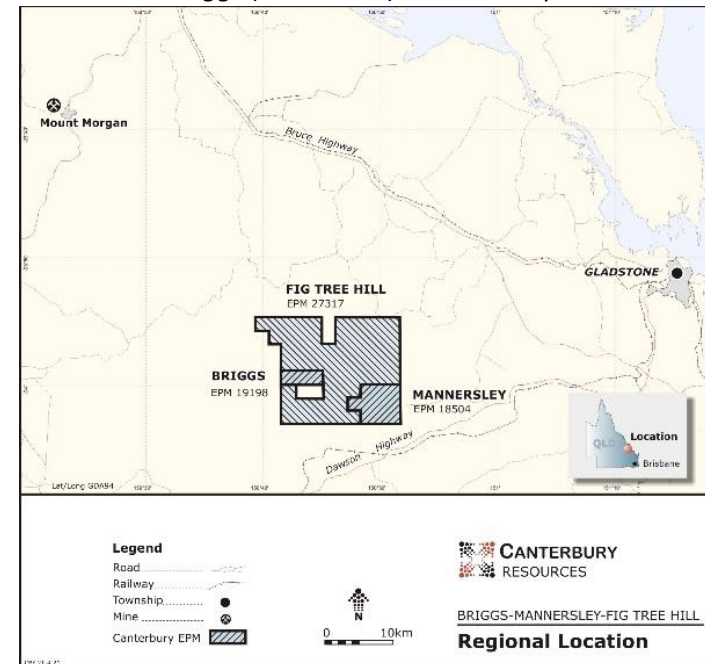 Mount Morgan
Bruce Highway
GLADSTONE
FIG TREE HILL
EPM 27317
BRIGGS
EPM 19198
MANNERSLEY
EPM 18504
Dawson Highway
QLD
Location
Brisbane
Lat/Long GDA94
Legend
Road
Railway
Township
Mine
Canterbury EPM
N
0 10km
CANTERBURY
RESOURCES
BRIGGS-MANNERSLEY-FIG TREE HILL
Regional Location